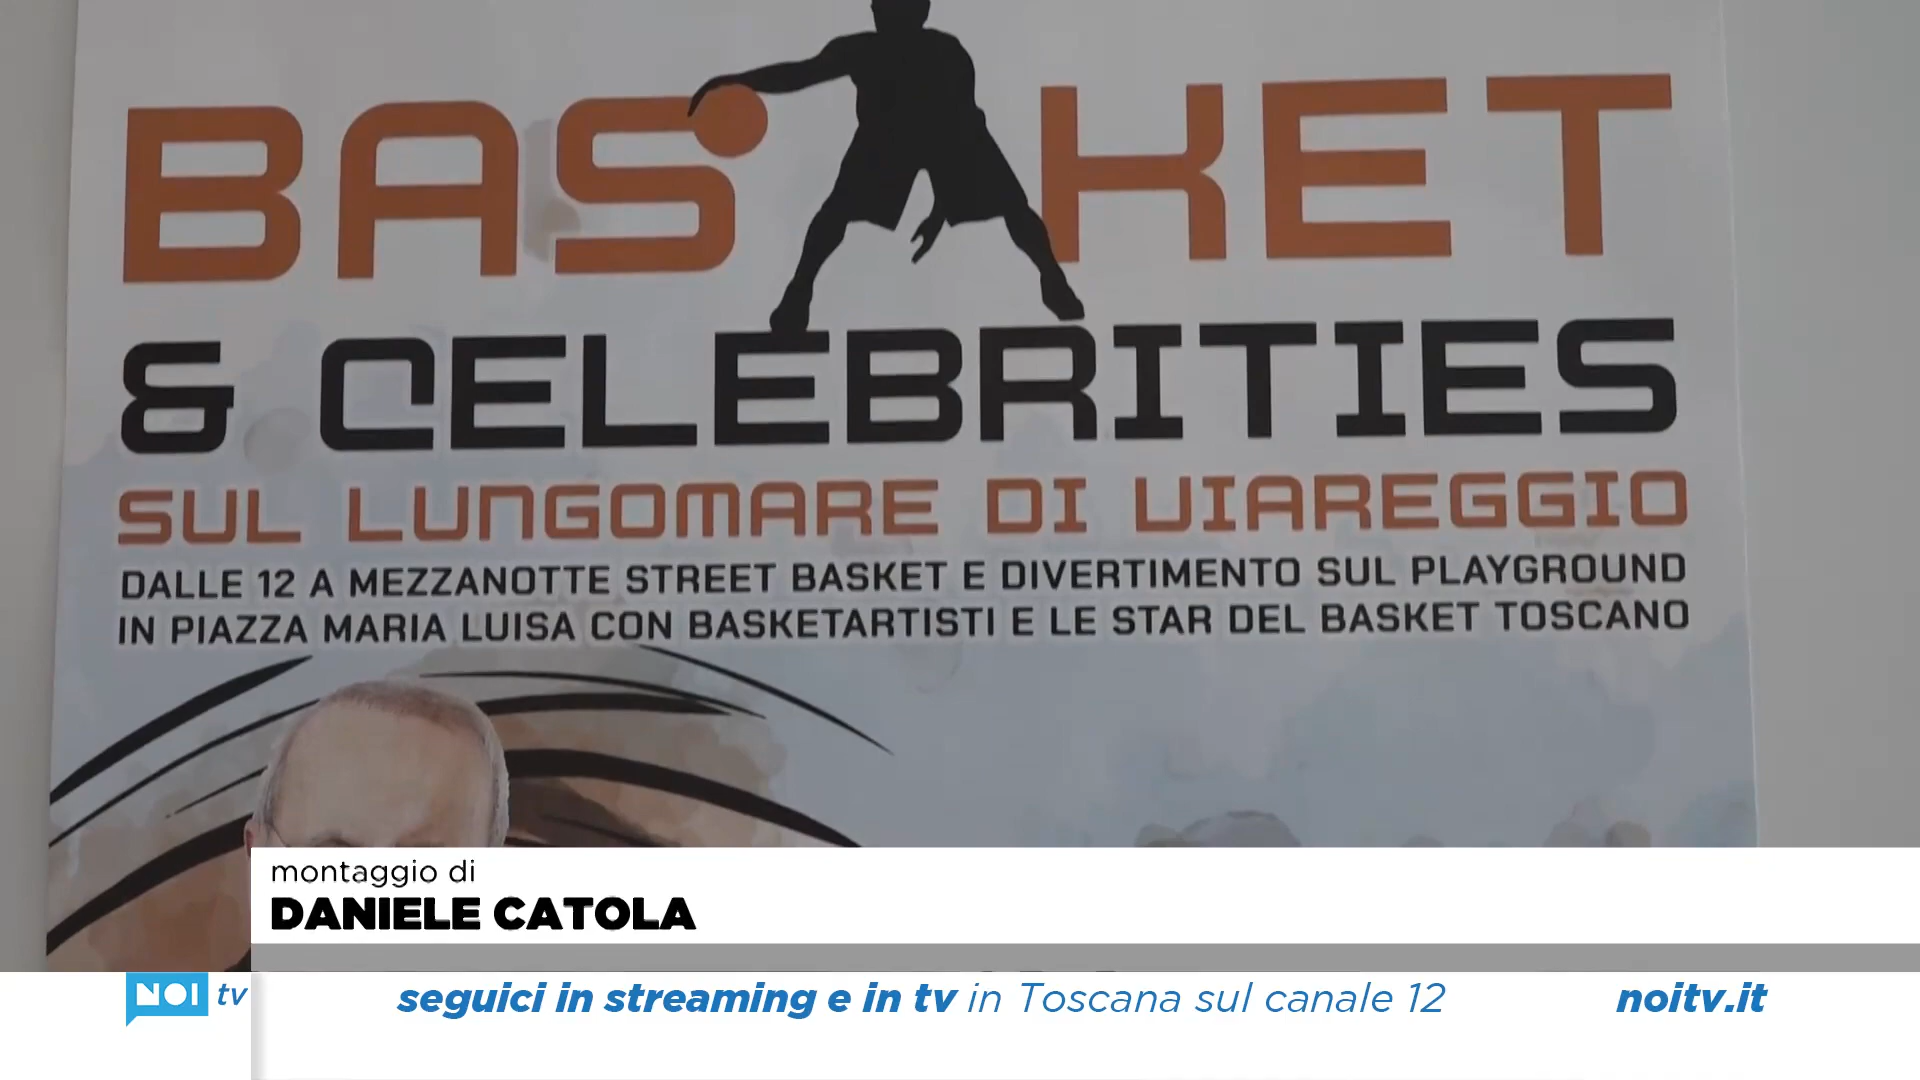 BASKET
& CELEBRITIES
SUL LUNGOMARE DI VIAREGGIO
DALLE 12 A MEZZANOTTE STREET BASKET E DIVERTIMENTO SUL PLAYGROUND
IN PIAZZA MARIA LUISA CON BASKETARTISTI E LE STAR DEL BASKET TOSCANO
montaggio di
DANIELE CATOLA
NOI tv
seguici in streaming e in tv in Toscana sul canale 12
noitv.it